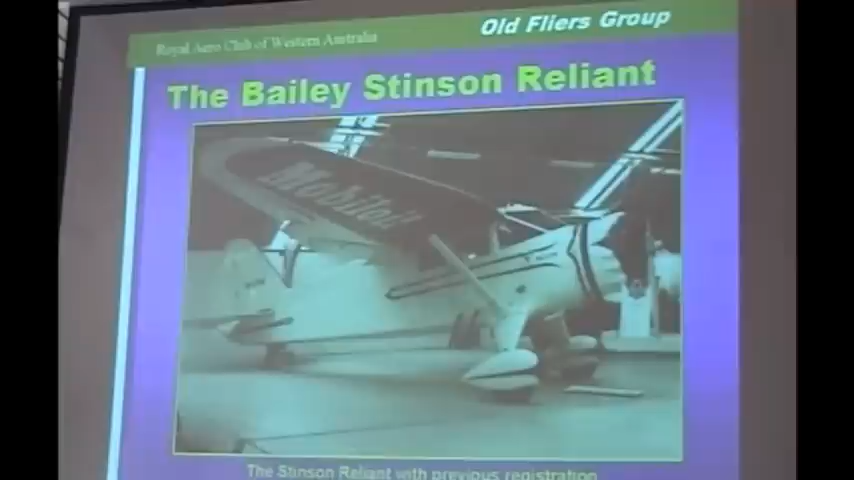 Royal Aero Club of Western Australia
Old Fliers Group
The Bailey Stinson Reliant
Mobiloil
The Stinson Reliant with previous registration